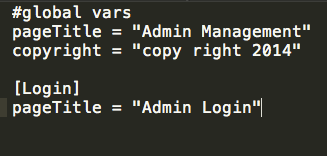 #global vars
pageTitle = "Admin Management"
copyright = "copy right 2014"
[Login]
pageTitle = "Admin Login"